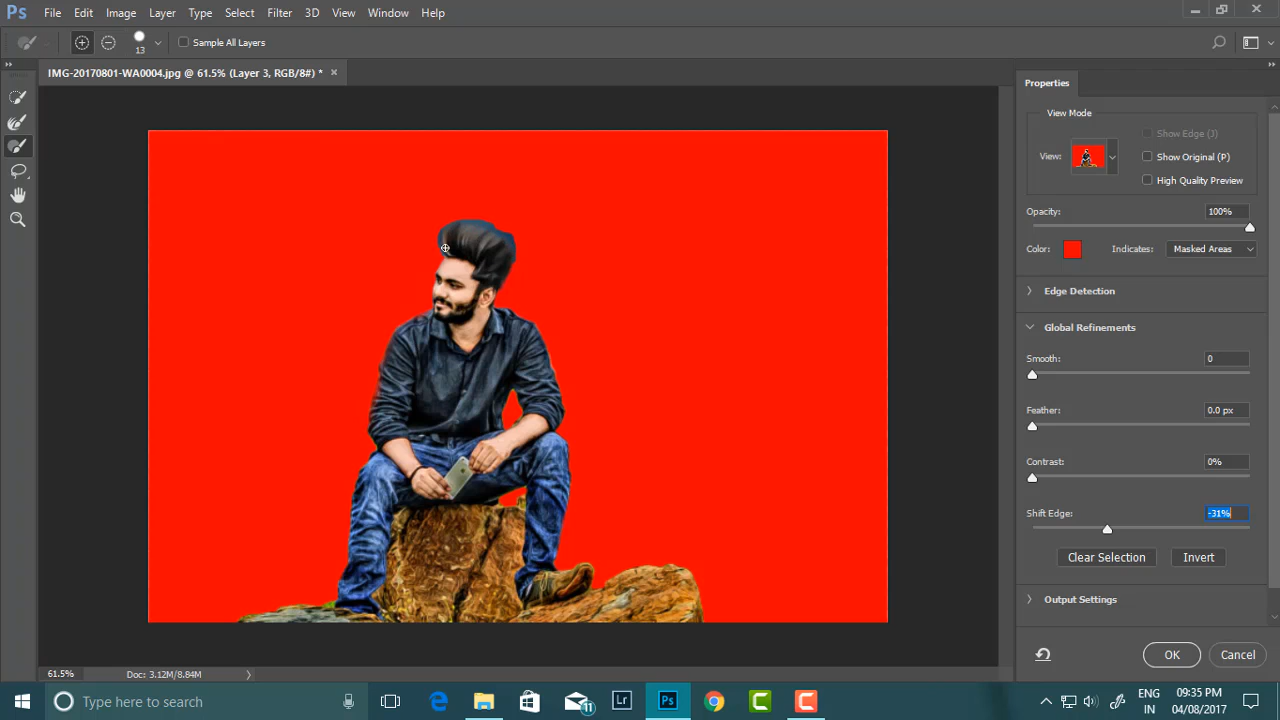 Ps File Edit Image Layer Type Select Filter 3D View Window Help
13 Sample All Layers
IMG-20170801-WA0004.jpg @ 61.5% (Layer 3, RGB/8#) *
Properties
View Mode
Show Edge (J)
View: Show Original (P)
High Quality Preview
Opacity: 100%
Color: Indicates: Masked Areas
Edge Detection
Global Refinements
Smooth: 0
Feather: 0.0 px
Contrast: 0%
Shift Edge: -31%
Clear Selection Invert
Output Settings
OK Cancel
61.5% Doc: 3.12M/8.84M
Type here to search
11
Lr
Ps
C
C
ENG
IN
09:35 PM
04/08/2017